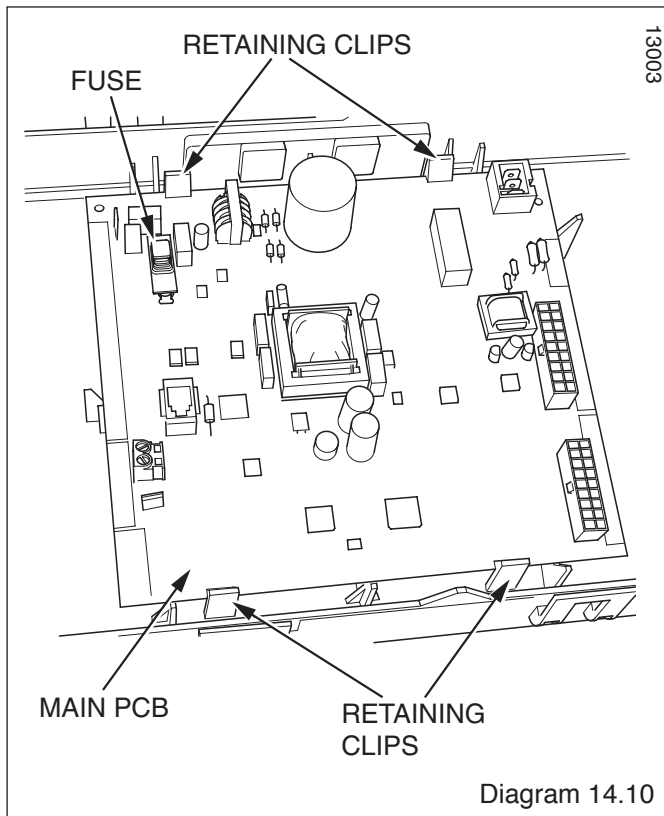 RETAINING CLIPS
13003
FUSE
MAIN PCB
RETAINING
CLIPS
Diagram 14.10